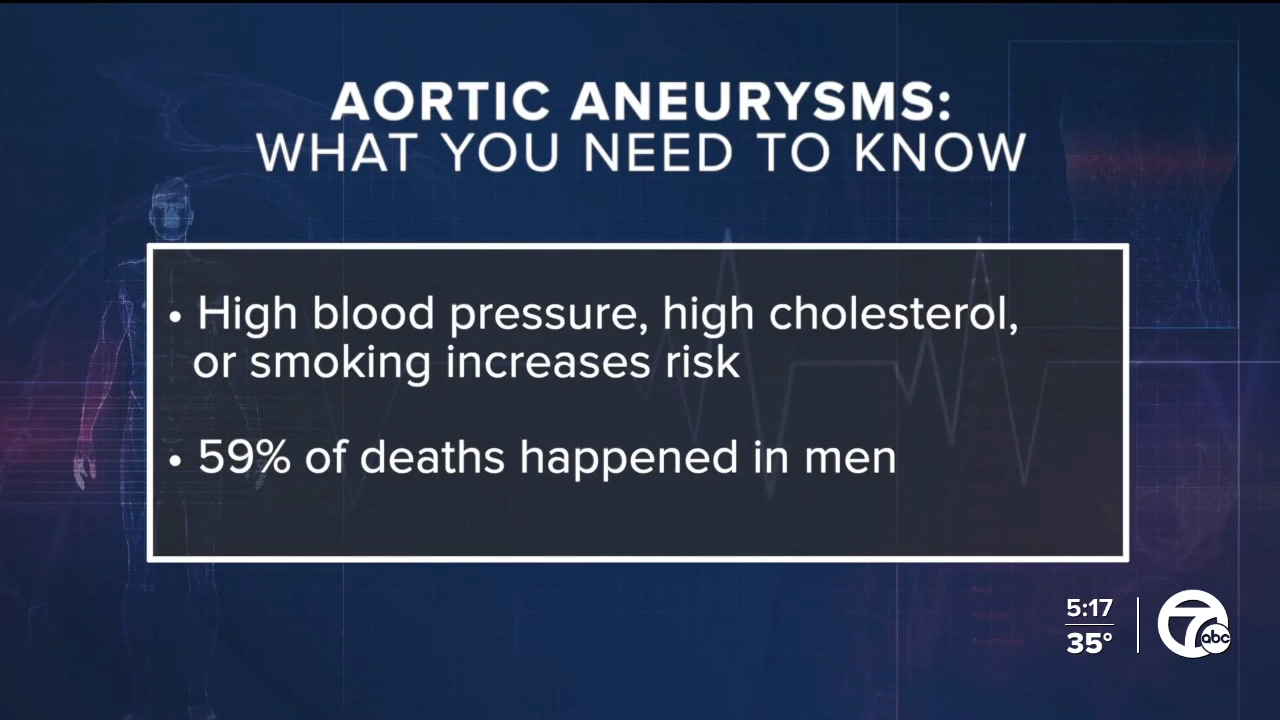 AORTIC ANEURYSMS:
WHAT YOU NEED TO KNOW
• High blood pressure, high cholesterol,
or smoking increases risk
• 59% of deaths happened in men
5:17
35°
7
abc